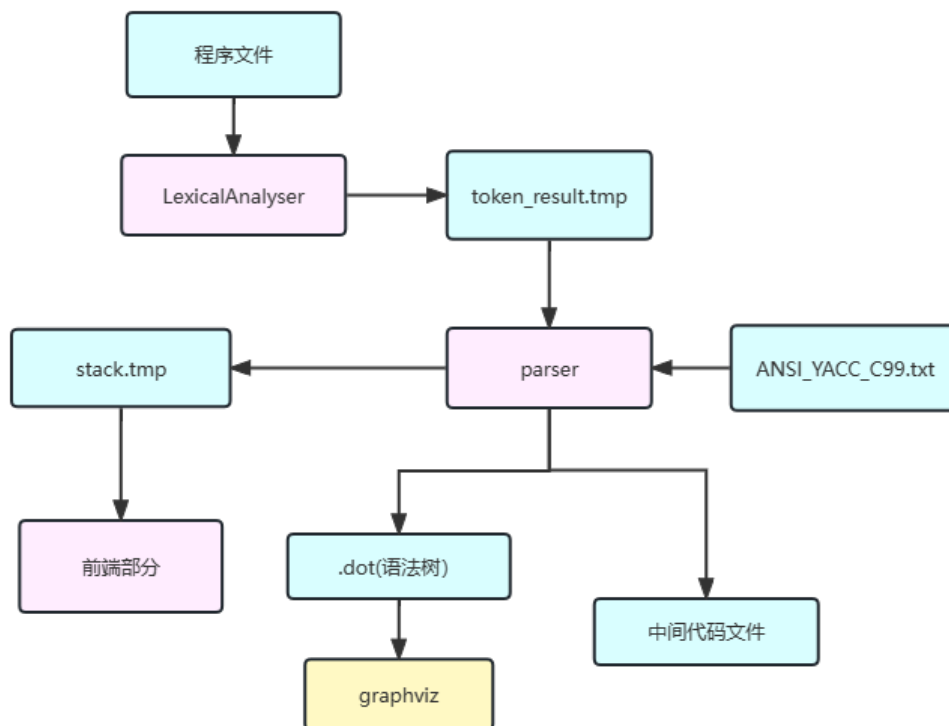 程序文件
LexicalAnalyser
token_result.tmp
stack.tmp
parser
ANSI_YACC_C99.txt
前端部分
.dot(语法树)
中间代码文件
graphviz